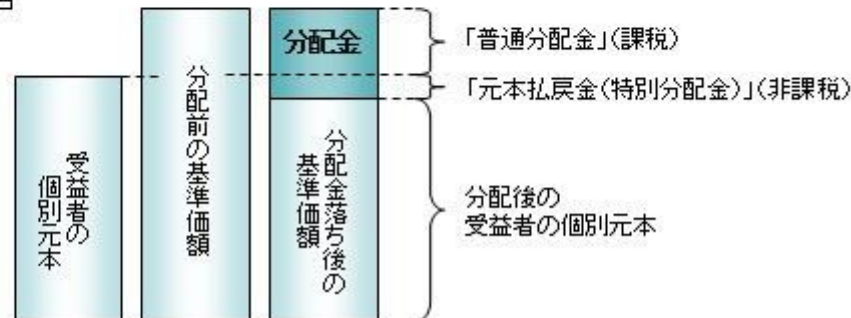 分配金
「普通分配金」(課税)
「元本払戻金(特別分配金)」(非課税)
受益者の
個別元本
分配前の基準価額
分配金落ち後の
基準価額
分配後の
受益者の個別元本